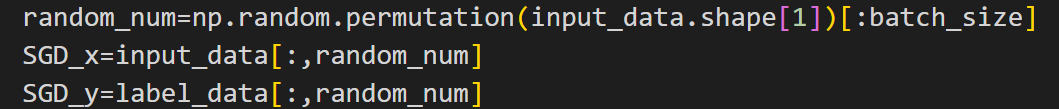 random_num=np.random.permutation(input_data.shape[1])[:batch_size]
SGD_x=input_data[:,random_num]
SGD_y=label_data[:,random_num]